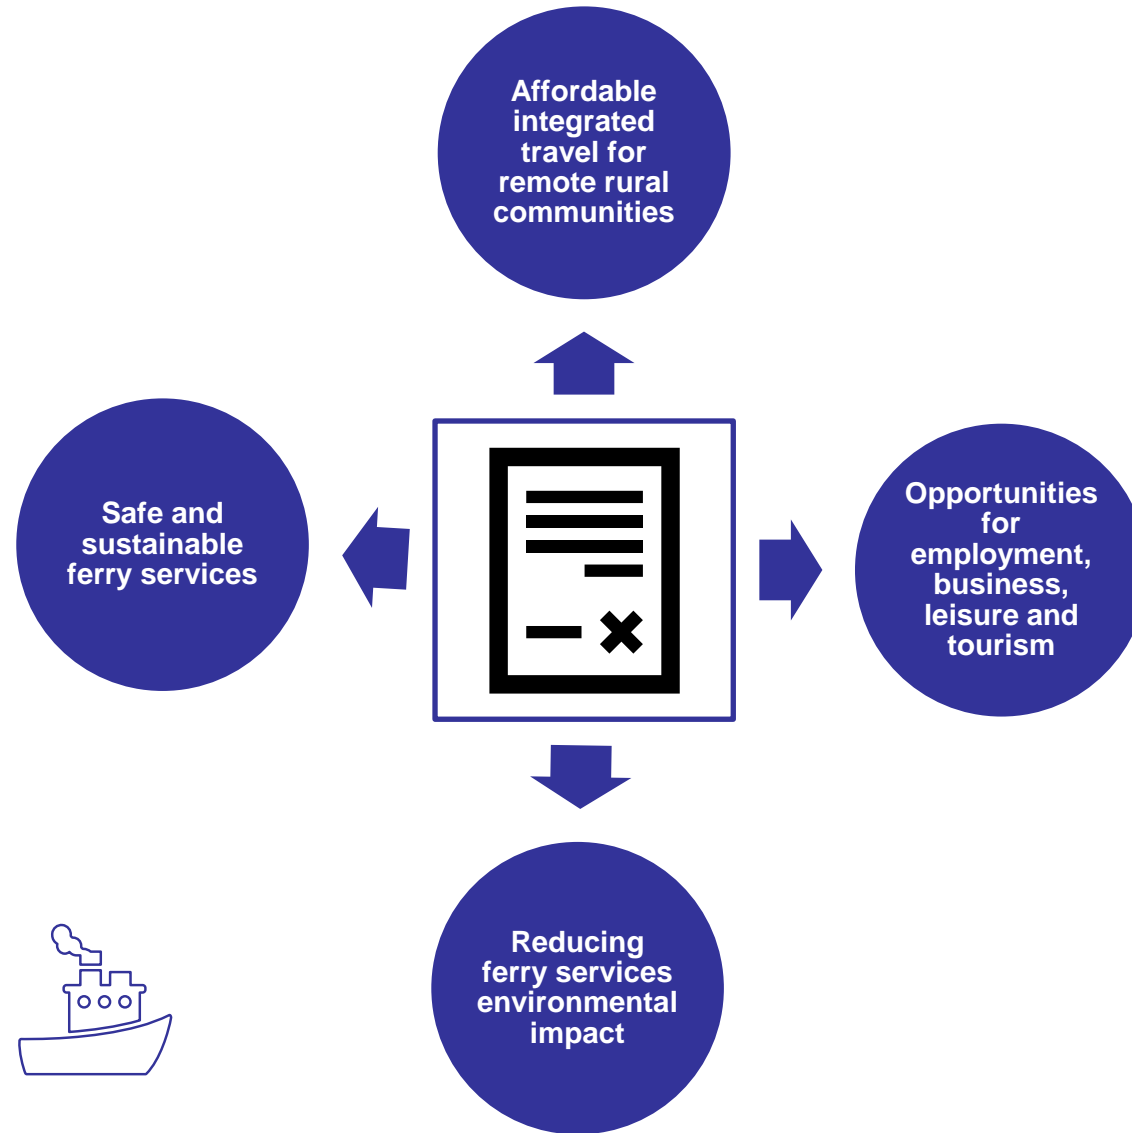 Affordable
integrated
travel for
remote rural
communities
Safe and
sustainable
ferry services
Opportunities
for
employment,
business,
leisure and
tourism
Reducing
ferry services
environmental
impact